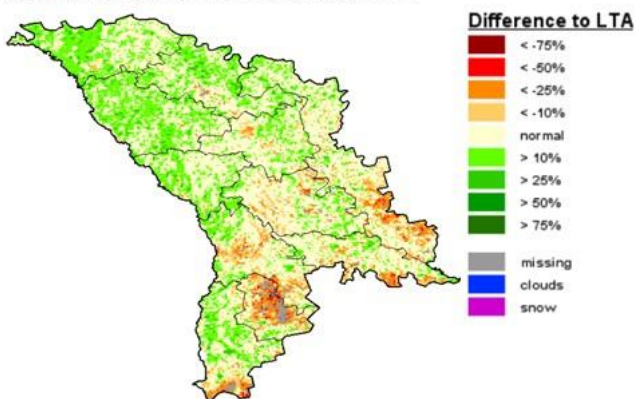 Difference to LTA
< -75%
< -50%
< -25%
< -10%
normal
> 10%
> 25%
> 50%
> 75%
missing
clouds
snow